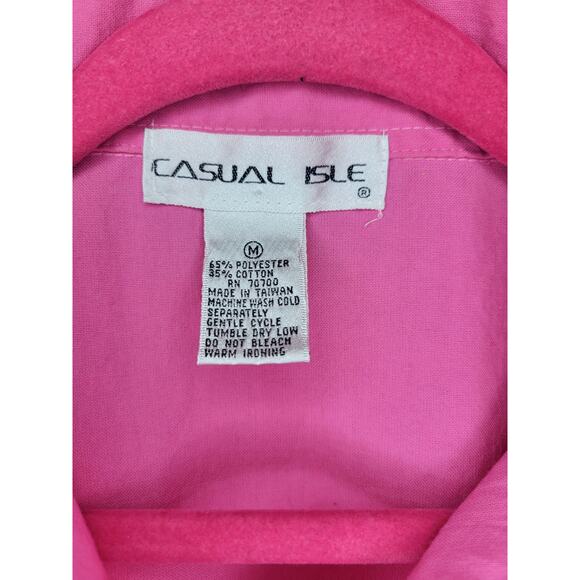 CASUAL ISLE
®
M
65% POLYESTER
35% COTTON
RN 70700
MADE IN TAIWAN
MACHINE WASH COLD
SEPARATELY
GENTLE CYCLE
TUMBLE DRY LOW
DO NOT BLEACH
WARM IRONING